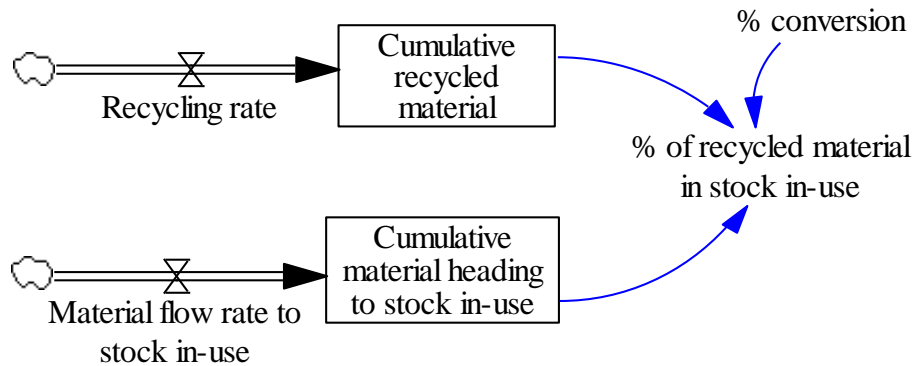 % conversion
Cumulative
recycled
material
Recycling rate
% of recycled material
in stock in-use
Cumulative
material heading
to stock in-use
Material flow rate to
stock in-use